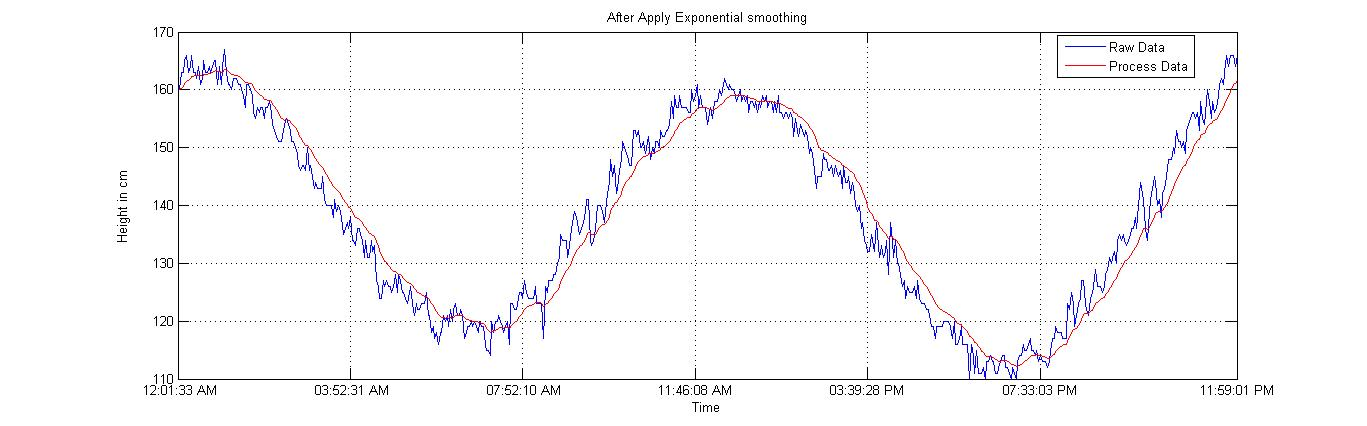 After Apply Exponential smoothing
170
160
150
140
130
120
110
Height in cm
Raw Data
Process Data
12:01:33 AM
03:52:31 AM
07:52:10 AM
11:46:08 AM
03:39:28 PM
07:33:03 PM
11:59:01 PM
Time